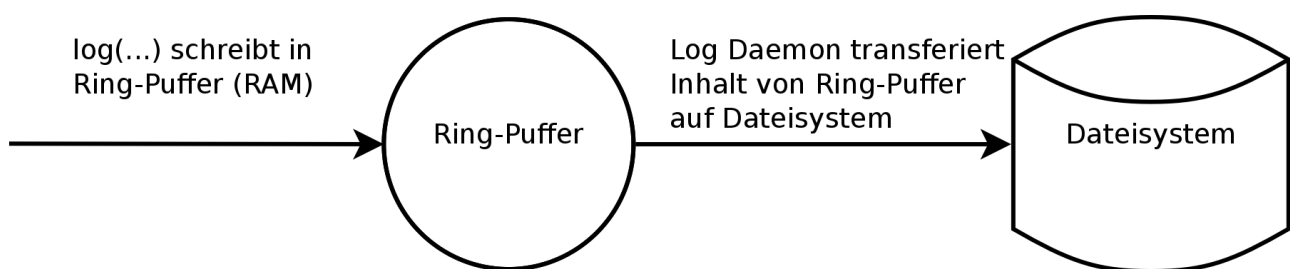 log(...) schreibt in
Ring-Puffer (RAM)
Ring-Puffer
Log Daemon transferiert
Inhalt von Ring-Puffer
auf Dateisystem
Dateisystem